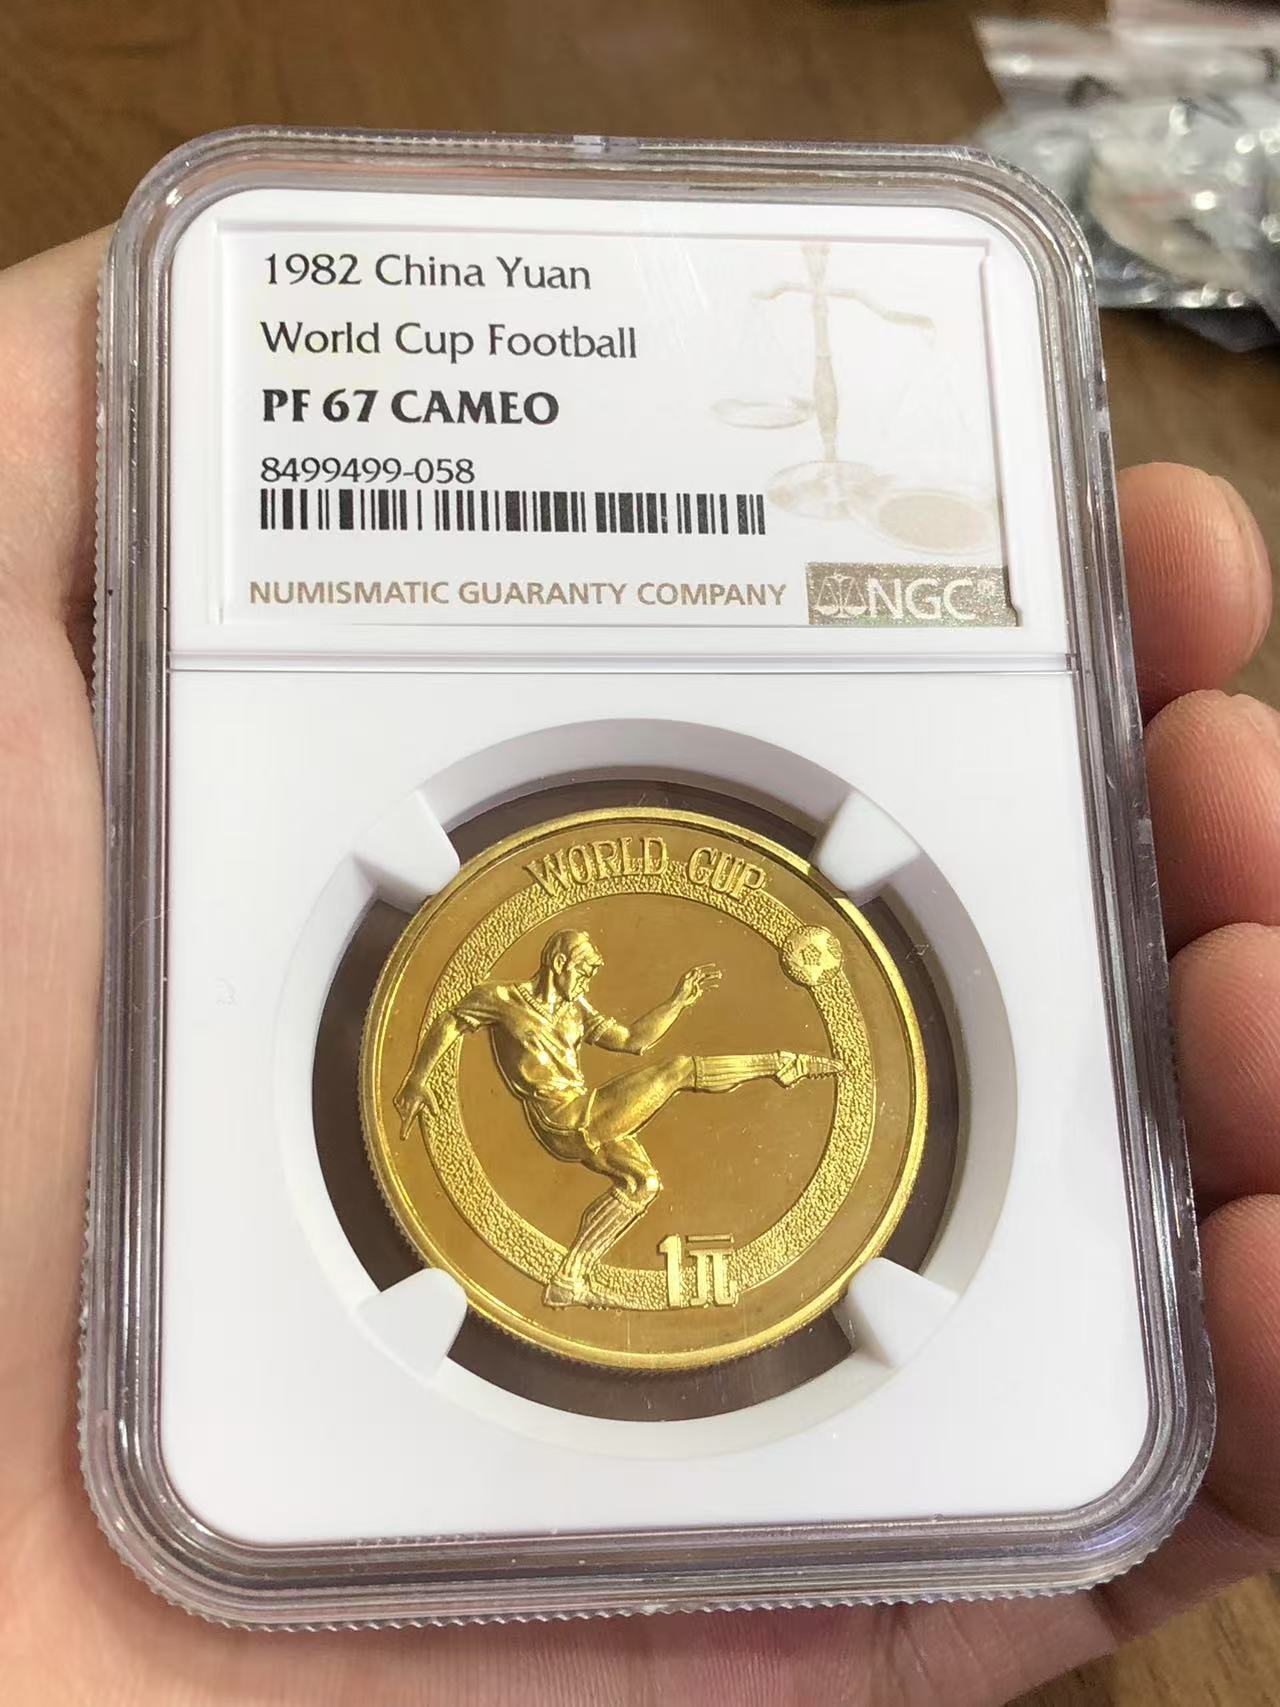 1982 China Yuan
World Cup Football
PF 67 CAMEO
8499499-058
NUMISMATIC GUARANTY COMPANY
NGC®
WORLD CUP
1元